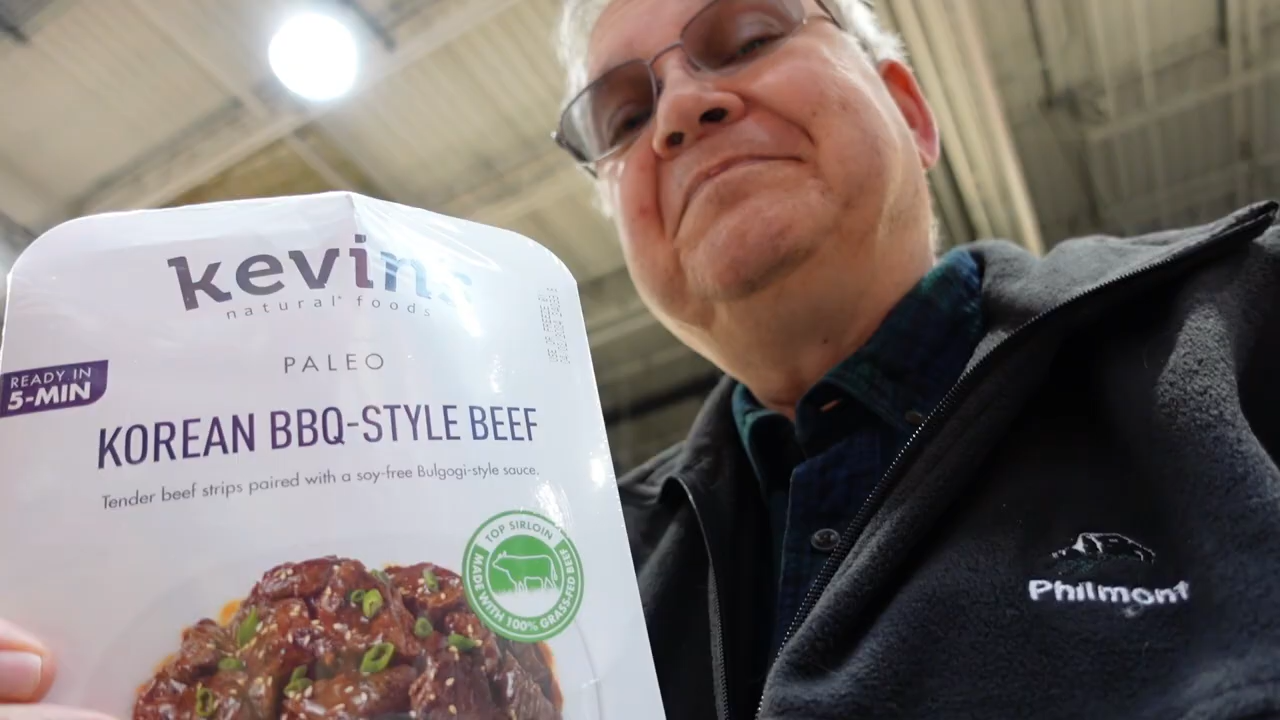 kevins
natural® foods
PALEO
READY IN
5-MIN
KOREAN BBQ-STYLE BEEF
Tender beef strips paired with a soy-free Bulgogi-style sauce.
TOP SIRLOIN
MADE WITH 100% GRASS-FED BEEF
Philmont